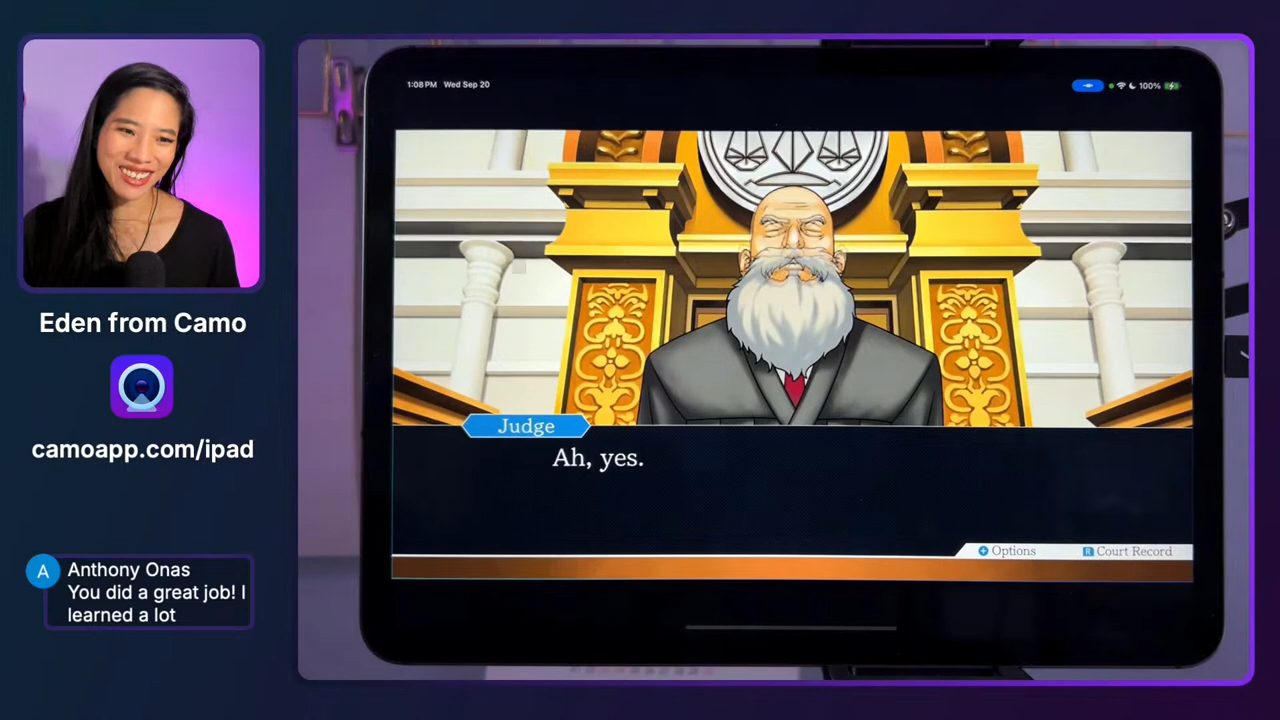 Eden from Camo
camoapp.com/ipad
A
Anthony Onas
You did a great job! I
learned a lot
1:08 PM Wed Sep 20
100%
Judge
Ah, yes.
+ Options
R Court Record